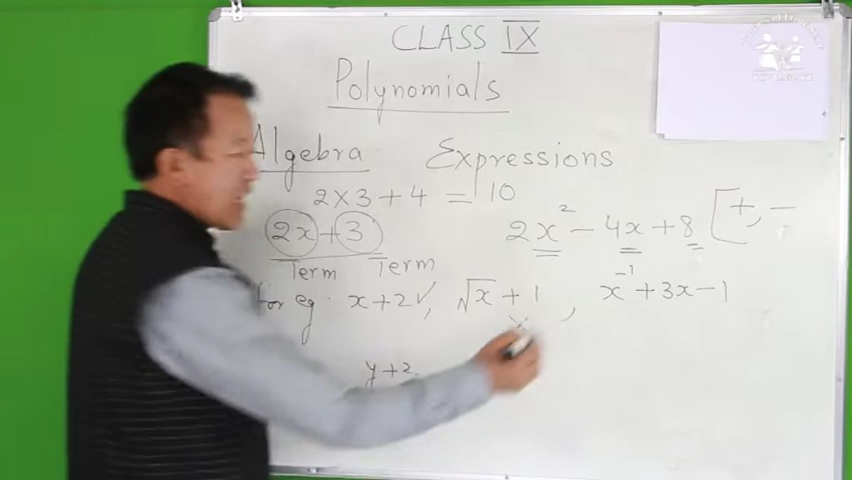 CLASS IX
Polynomials
Algebra Expressions
2×3+4 = 10
2x+3
2x² - 4x + 8 [+, -
Term Term
For eg. x+2✓, √x + 1 ×, x⁻¹ + 3x - 1
y+2